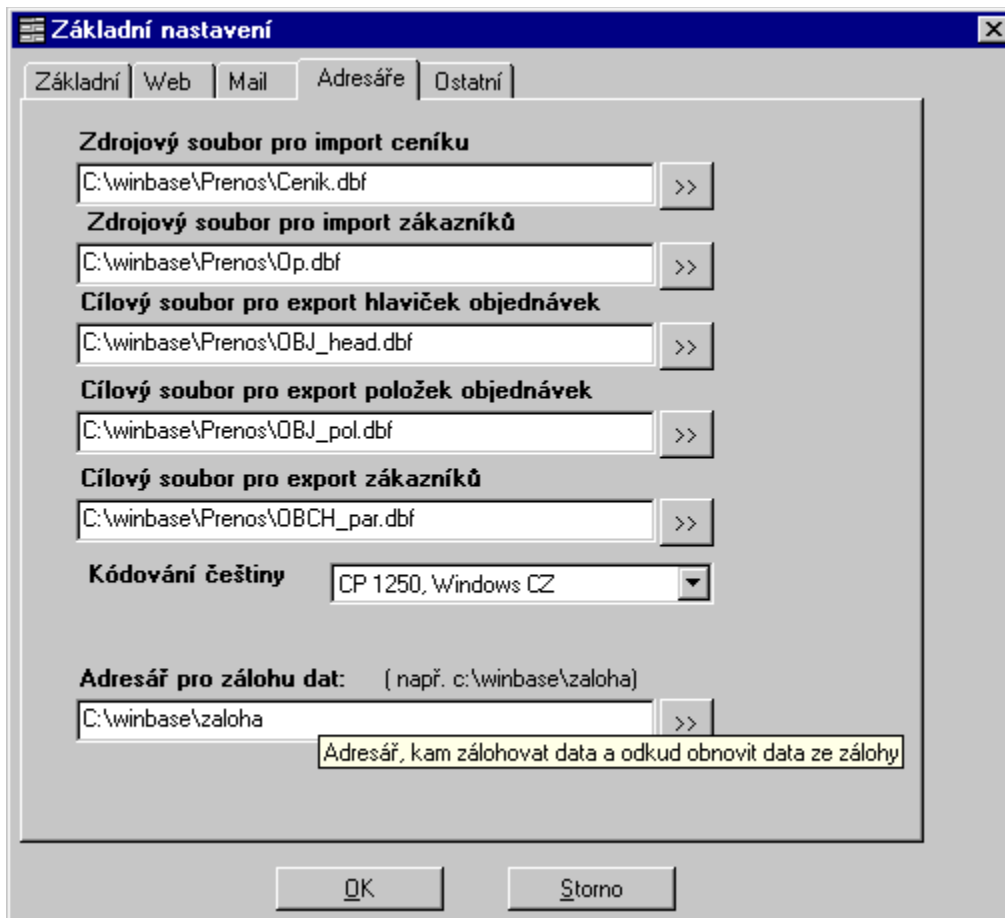 Základní nastavení
Základní Web Mail Adresáře Ostatní
Zdrojový soubor pro import ceníku
C:\winbase\Prenos\Cenik.dbf >>
Zdrojový soubor pro import zákazníků
C:\winbase\Prenos\Op.dbf >>
Cílový soubor pro export hlaviček objednávek
C:\winbase\Prenos\OBJ_head.dbf >>
Cílový soubor pro export položek objednávek
C:\winbase\Prenos\OBJ_pol.dbf >>
Cílový soubor pro export zákazníků
C:\winbase\Prenos\OBCH_par.dbf >>
Kódování češtiny CP 1250, Windows CZ
Adresář pro zálohu dat: ( např. c:\winbase\zaloha)
C:\winbase\zaloha >>
Adresář, kam zálohovat data a odkud obnovit data ze zálohy
OK Storno